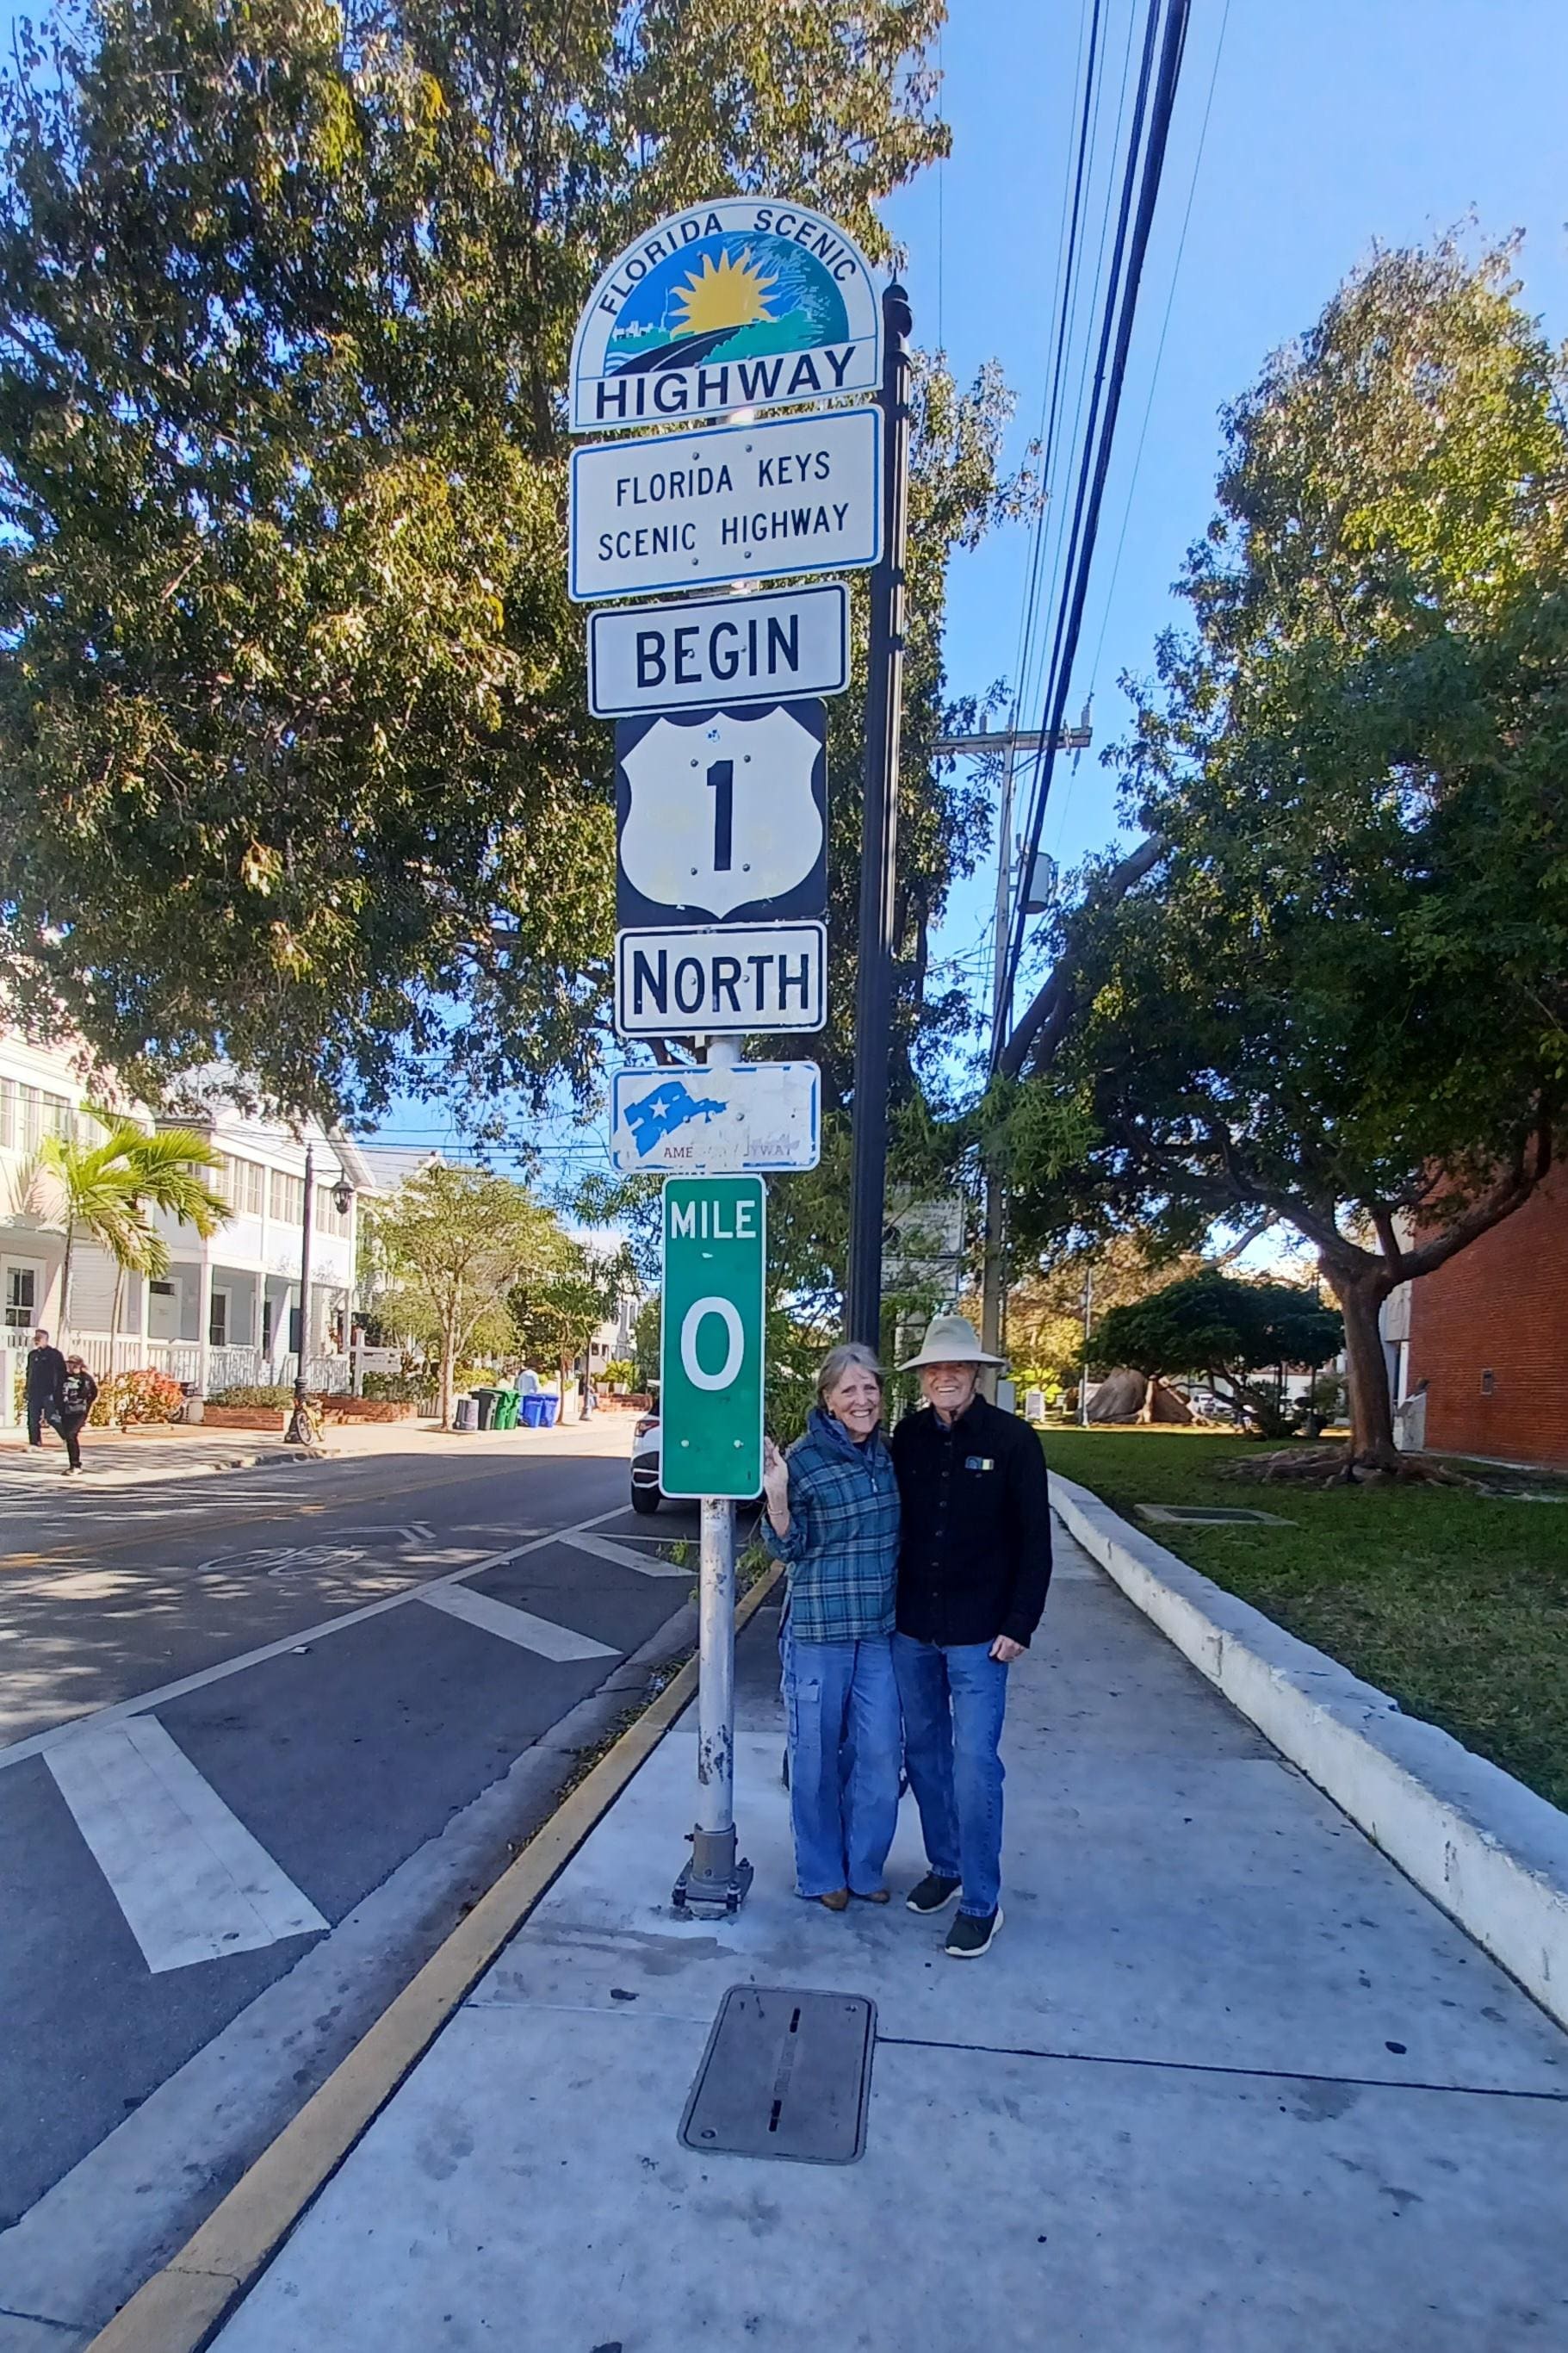 FLORIDA SCENIC
HIGHWAY
FLORIDA KEYS
SCENIC HIGHWAY
BEGIN
1
NORTH
MILE
0